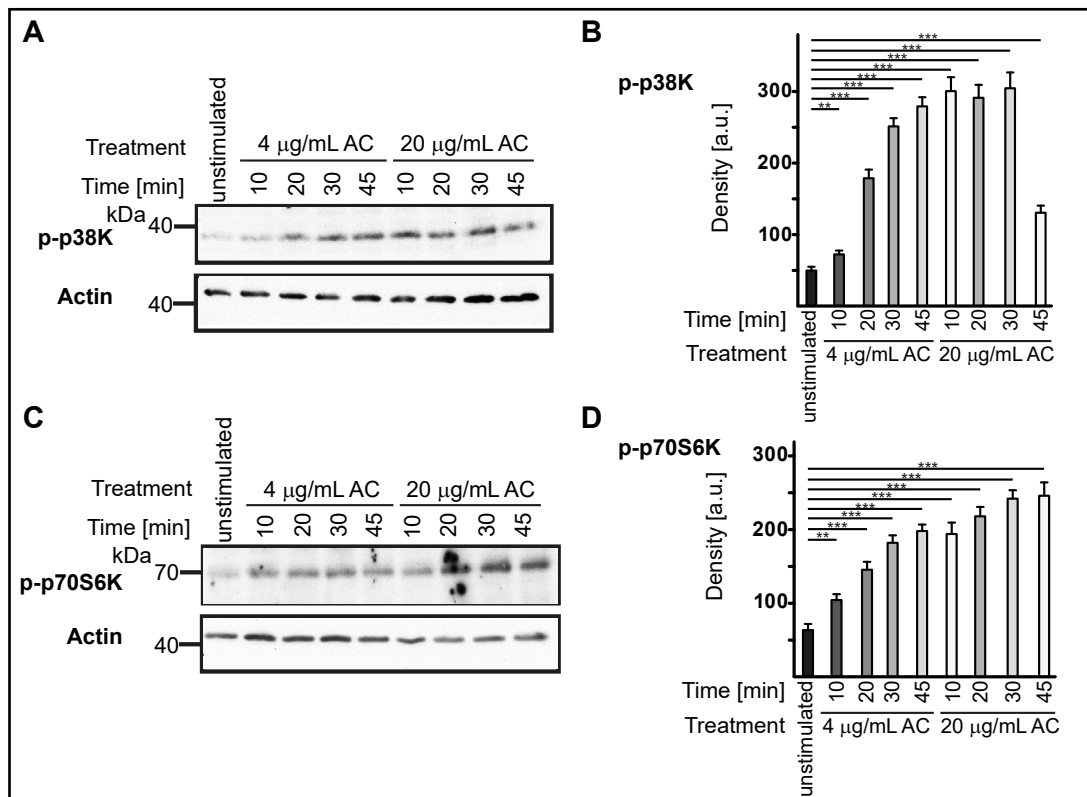 A
unstimulated
Treatment 4 μg/mL AC 20 μg/mL AC
Time [min] 10 20 30 45 10 20 30 45
kDa
40
p-p38K
Actin
40
B
p-p38K
Density [a.u.]
300
200
100
***
***
***
***
***
***
***
**
Time [min] 10 20 30 45 10 20 30 45
Treatment 4 μg/mL AC 20 μg/mL AC
unstimulated
C
unstimulated
Treatment 4 μg/mL AC 20 μg/mL AC
Time [min] 10 20 30 45 10 20 30 45
kDa
70
p-p70S6K
Actin
40
D
p-p70S6K
Density [a.u.]
300
200
100
***
***
***
***
***
***
***
**
Time [min] 10 20 30 45 10 20 30 45
Treatment 4 μg/mL AC 20 μg/mL AC
unstimulated